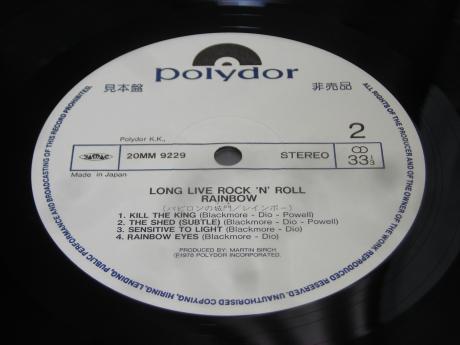 polydor
見本盤
非売品
Polydor K.K.,
2
20MM 9229
STEREO
33 1/3
Made in Japan
LONG LIVE ROCK 'N' ROLL
RAINBOW
(バビロンの城門/レインボー)
1. KILL THE KING (Blackmore - Dio - Powell)
2. THE SHED (SUBTLE) (Blackmore - Dio - Powell)
3. SENSITIVE TO LIGHT (Blackmore - Dio)
4. RAINBOW EYES (Blackmore - Dio)
PRODUCED BY: MARTIN BIRCH
Ⓟ1978 POLYDOR INCORPORATED.
ALL RIGHTS OF THE PRODUCER AND OF THE OWNER OF THE WORK REPRODUCED RESERVED. UNAUTHORISED COPYING, HIRING, LENDING, PUBLIC PERFORMANCE AND BROADCASTING OF THIS RECORD PROHIBITED.